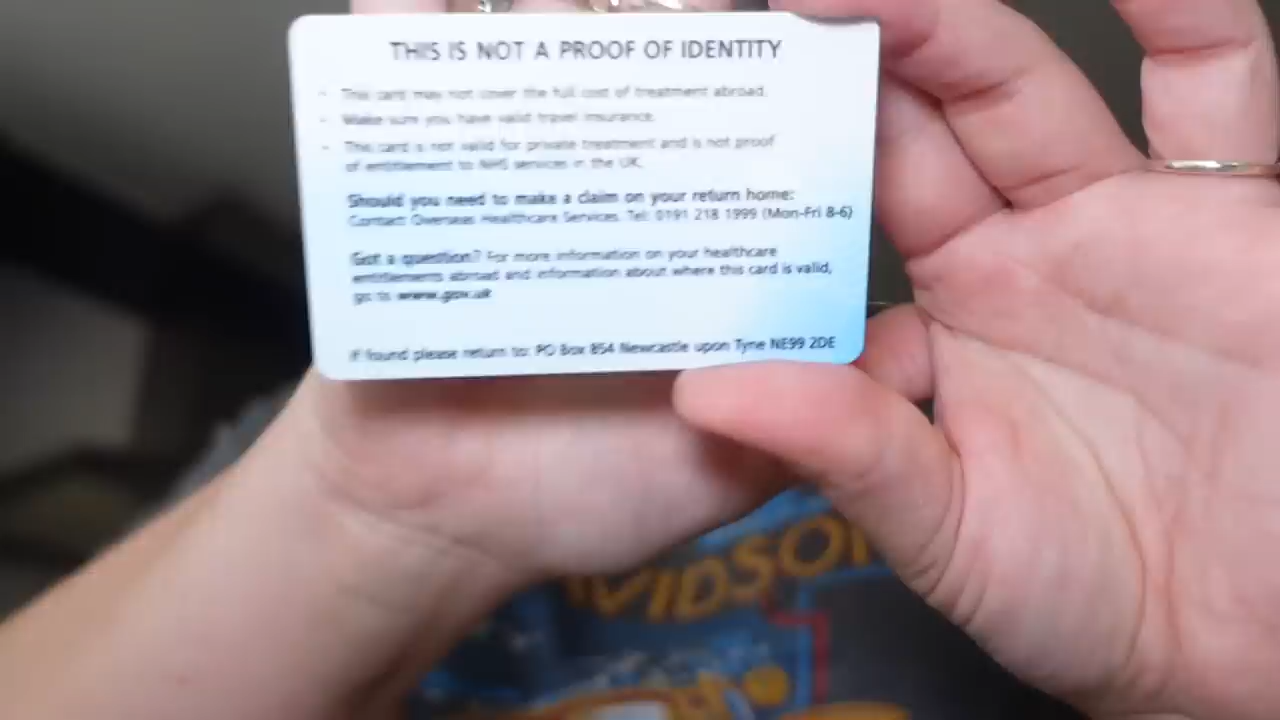 THIS IS NOT A PROOF OF IDENTITY
• This card may not cover the full cost of treatment abroad.
• Make sure you have valid travel insurance.
• This card is not valid for private treatment and is not proof
of entitlement to NHS services in the UK.
Should you need to make a claim on your return home:
Contact Overseas Healthcare Services. Tel: 0191 218 1999 (Mon-Fri 8-6)
Got a question? For more information on your healthcare
entitlements abroad and information about where this card is valid,
go to www.gov.uk
If found please return to: PO Box 854 Newcastle upon Tyne NE99 2DE
VIDSON